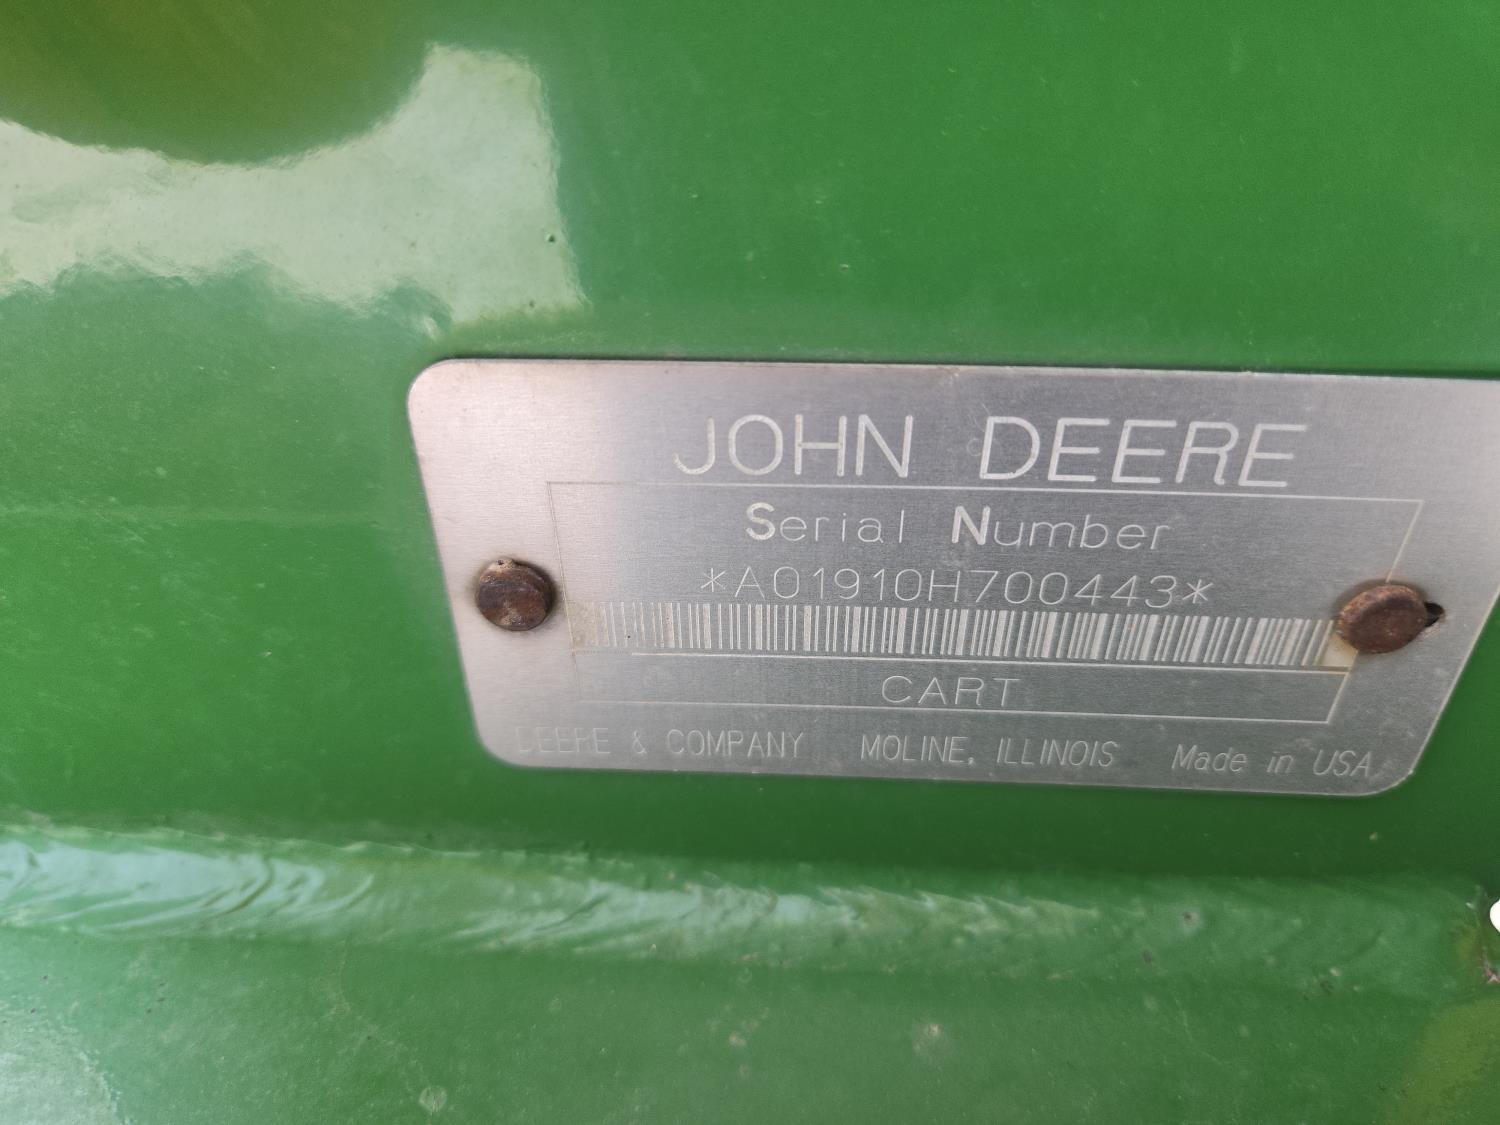 JOHN DEERE
Serial Number
*A01910H700443*
CART
DEERE & COMPANY MOLINE, ILLINOIS Made in USA